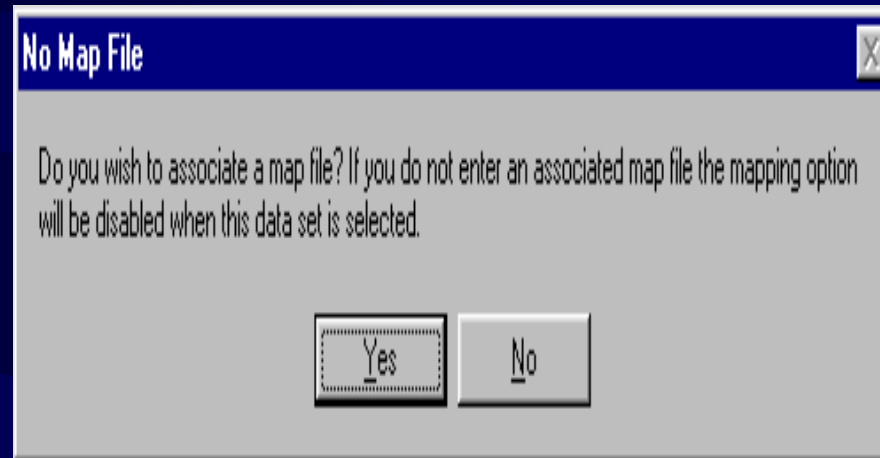 No Map File
Do you wish to associate a map file? If you do not enter an associated map file the mapping option
will be disabled when this data set is selected.
Yes
No